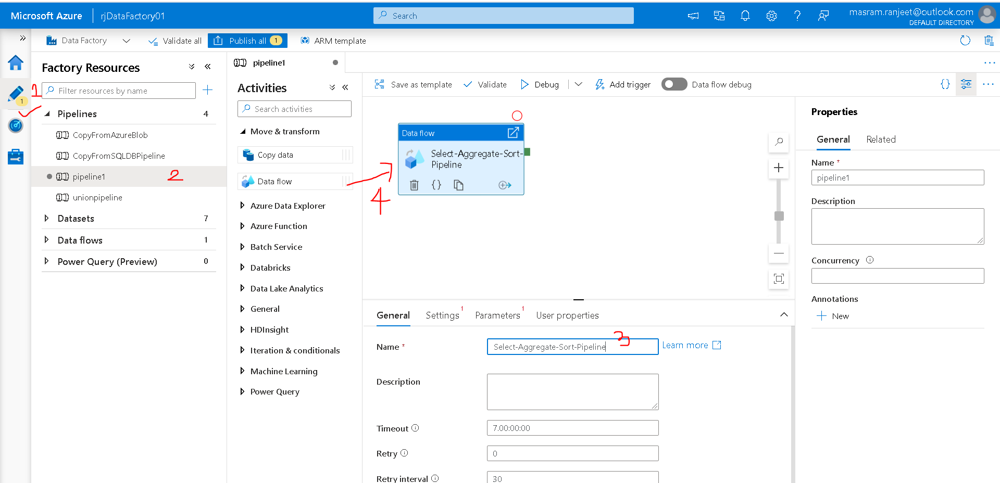 Microsoft Azure
rjDataFactory01
Search
masram.ranjeet@outlook.com
DEFAULT DIRECTORY
Data Factory
Validate all
Publish all 1
ARM template
Factory Resources
1
1
Filter resources by name
Pipelines 4
CopyFromAzureBlob
CopyFromSQLDBPipeline
pipeline1 2
unionpipeline
Datasets 7
Data flows 1
Power Query (Preview) 0
pipeline1
Activities
Search activities
Move & transform
Copy data
Data flow
Azure Data Explorer
Azure Function
Batch Service
Databricks
Data Lake Analytics
General
HDInsight
Iteration & conditionals
Machine Learning
Power Query
Save as template
Validate
Debug
Add trigger
Data flow debug
4
Data flow
Select-Aggregate-Sort-
Pipeline
General
Settings 1
Parameters 1
User properties
Name *
Select-Aggregate-Sort-Pipeline
3
Learn more
Description
Timeout
7.00:00:00
Retry
0
Retry interval
30
Properties
General
Related
Name *
pipeline1
Description
Concurrency
Annotations
New